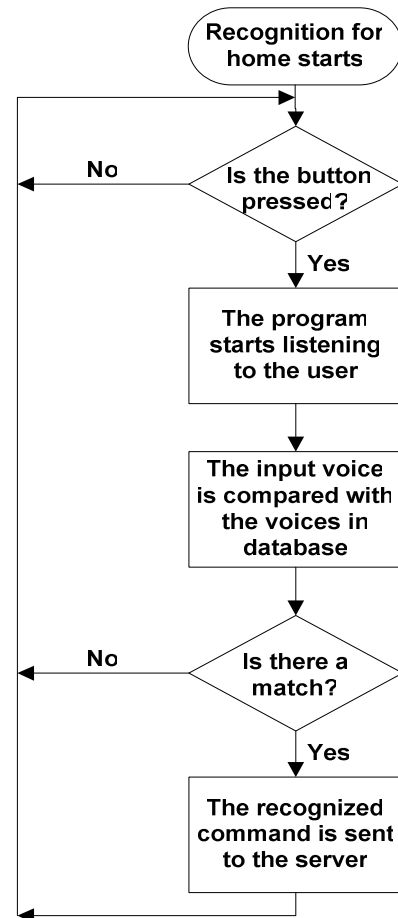 Recognition for
home starts
No
Is the button
pressed?
Yes
The program
starts listening
to the user
The input voice
is compared with
the voices in
database
No
Is there a
match?
Yes
The recognized
command is sent
to the server